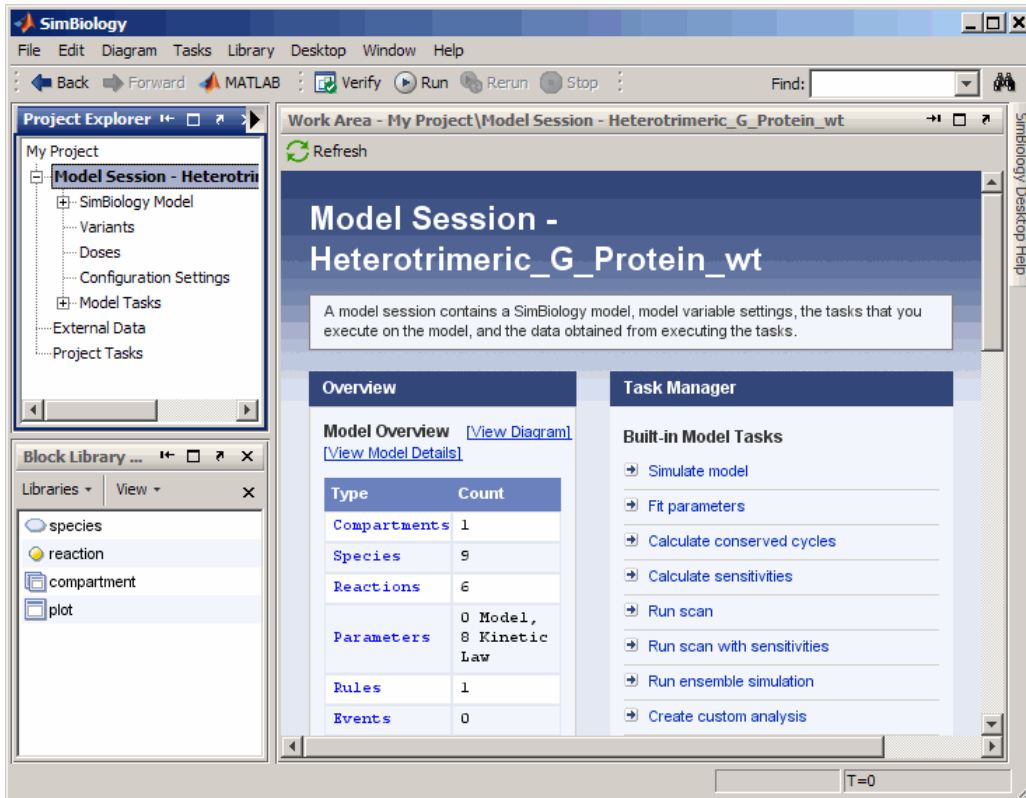 SimBiology
File Edit Diagram Tasks Library Desktop Window Help
Back Forward MATLAB Verify Run Rerun Stop Find:
Project Explorer
My Project
Model Session - Heterotri
SimBiology Model
Variants
Doses
Configuration Settings
Model Tasks
External Data
Project Tasks
Block Library ...
Libraries View
species
reaction
compartment
plot
Work Area - My Project\Model Session - Heterotrimeric_G_Protein_wt
Refresh
Model Session -
Heterotrimeric_G_Protein_wt
A model session contains a SimBiology model, model variable settings, the tasks that you
execute on the model, and the data obtained from executing the tasks.
Overview
Model Overview [View Diagram]
[View Model Details]
Type Count
Compartments 1
Species 9
Reactions 6
Parameters 0 Model,
8 Kinetic
Law
Rules 1
Events 0
Task Manager
Built-in Model Tasks
Simulate model
Fit parameters
Calculate conserved cycles
Calculate sensitivities
Run scan
Run scan with sensitivities
Run ensemble simulation
Create custom analysis
SimBiology Desktop Help
T=0